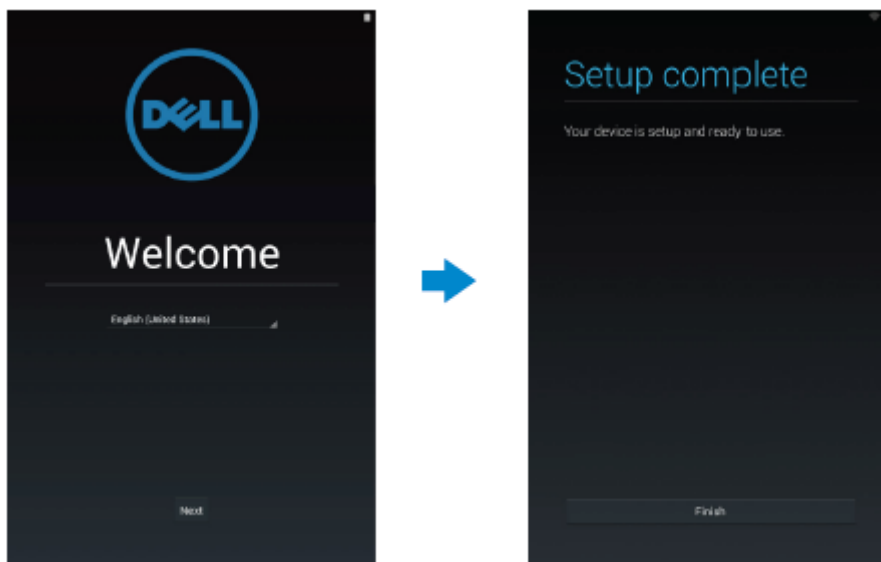 DELL
Welcome
English (United States)
Next
Setup complete
Your device is setup and ready to use.
Finish